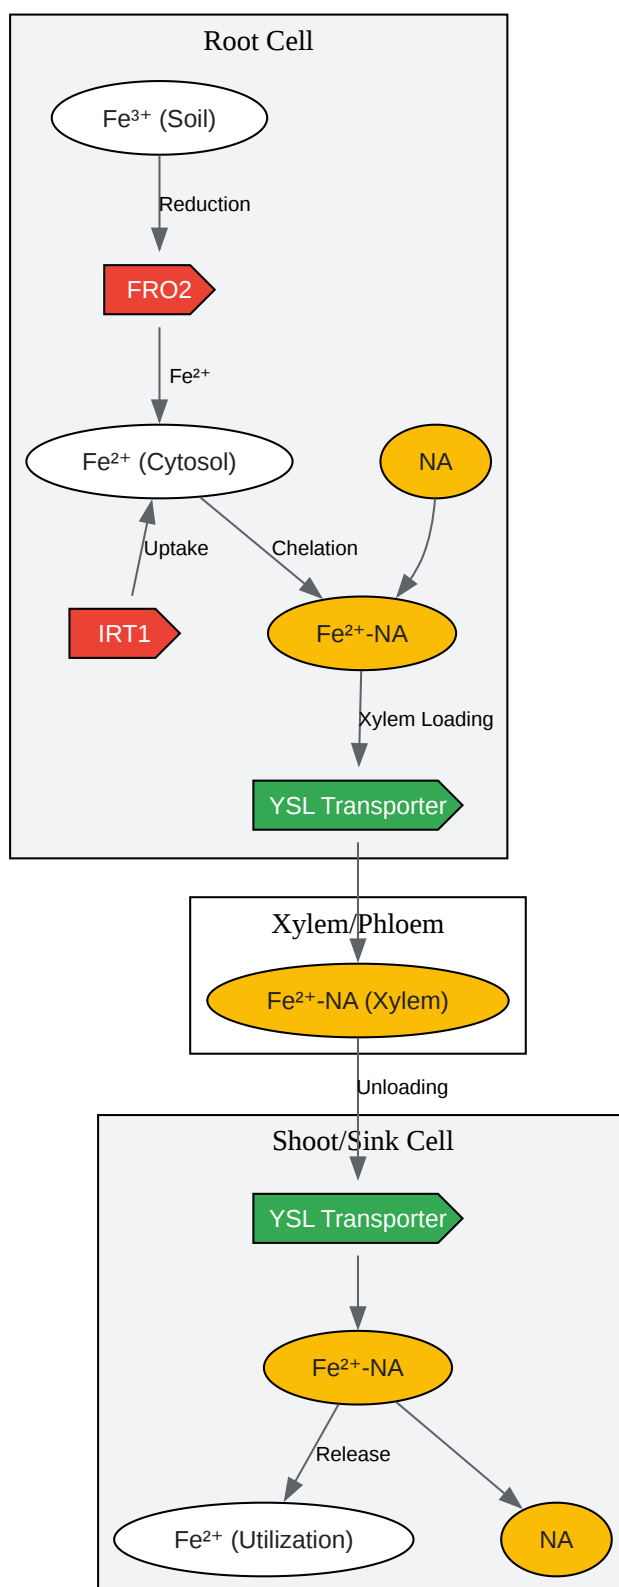 Root Cell
Fe³⁺ (Soil)
Reduction
FRO2
Fe²⁺
Fe²⁺ (Cytosol)
NA
Uptake
Chelation
IRT1
Fe²⁺-NA
Xylem Loading
YSL Transporter
Xylem/Phloem
Fe²⁺-NA (Xylem)
Unloading
Shoot/Sink Cell
YSL Transporter
Fe²⁺-NA
Release
Fe²⁺ (Utilization)
NA